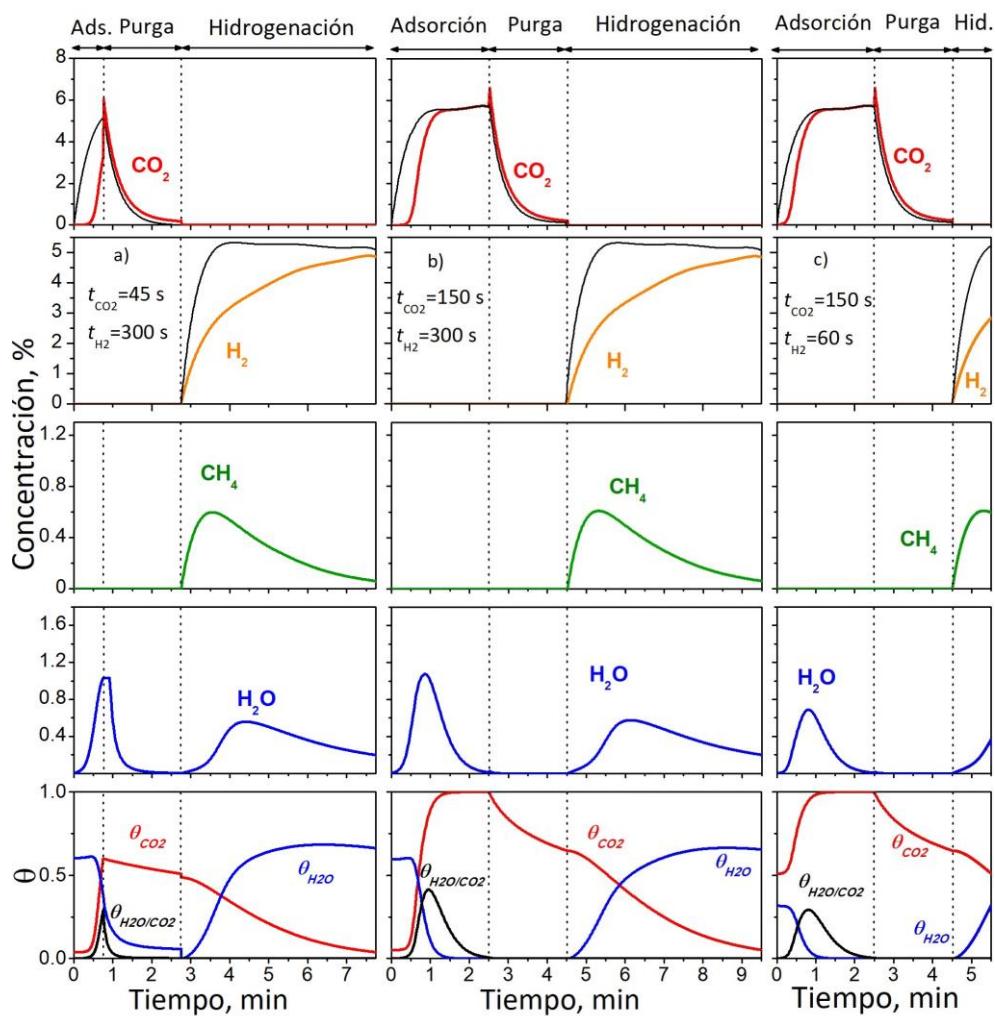 Ads. Purga Hidrogenación Adsorción Purga Hidrogenación Adsorción Purga Hid.
8
6
4
2
0
CO2 CO2 CO2
Concentración, %
5
4
3
2
1
0
a) b) c)
tCO2=45 s tCO2=150 s tCO2=150 s
tH2=300 s tH2=300 s tH2=60 s
H2 H2 H2
1.2
0.8
0.4
0
CH4 CH4 CH4
1.6
1.2
0.8
0.4
H2O H2O H2O
θ
1.0
0.5
0.0
θCO2 θCO2 θCO2
θH2O θH2O θH2O
θH2O/CO2 θH2O/CO2 θH2O/CO2
0 1 2 3 4 5 6 7 0 1 2 3 4 5 6 7 8 9 0 1 2 3 4 5
Tiempo, min Tiempo, min Tiempo, min